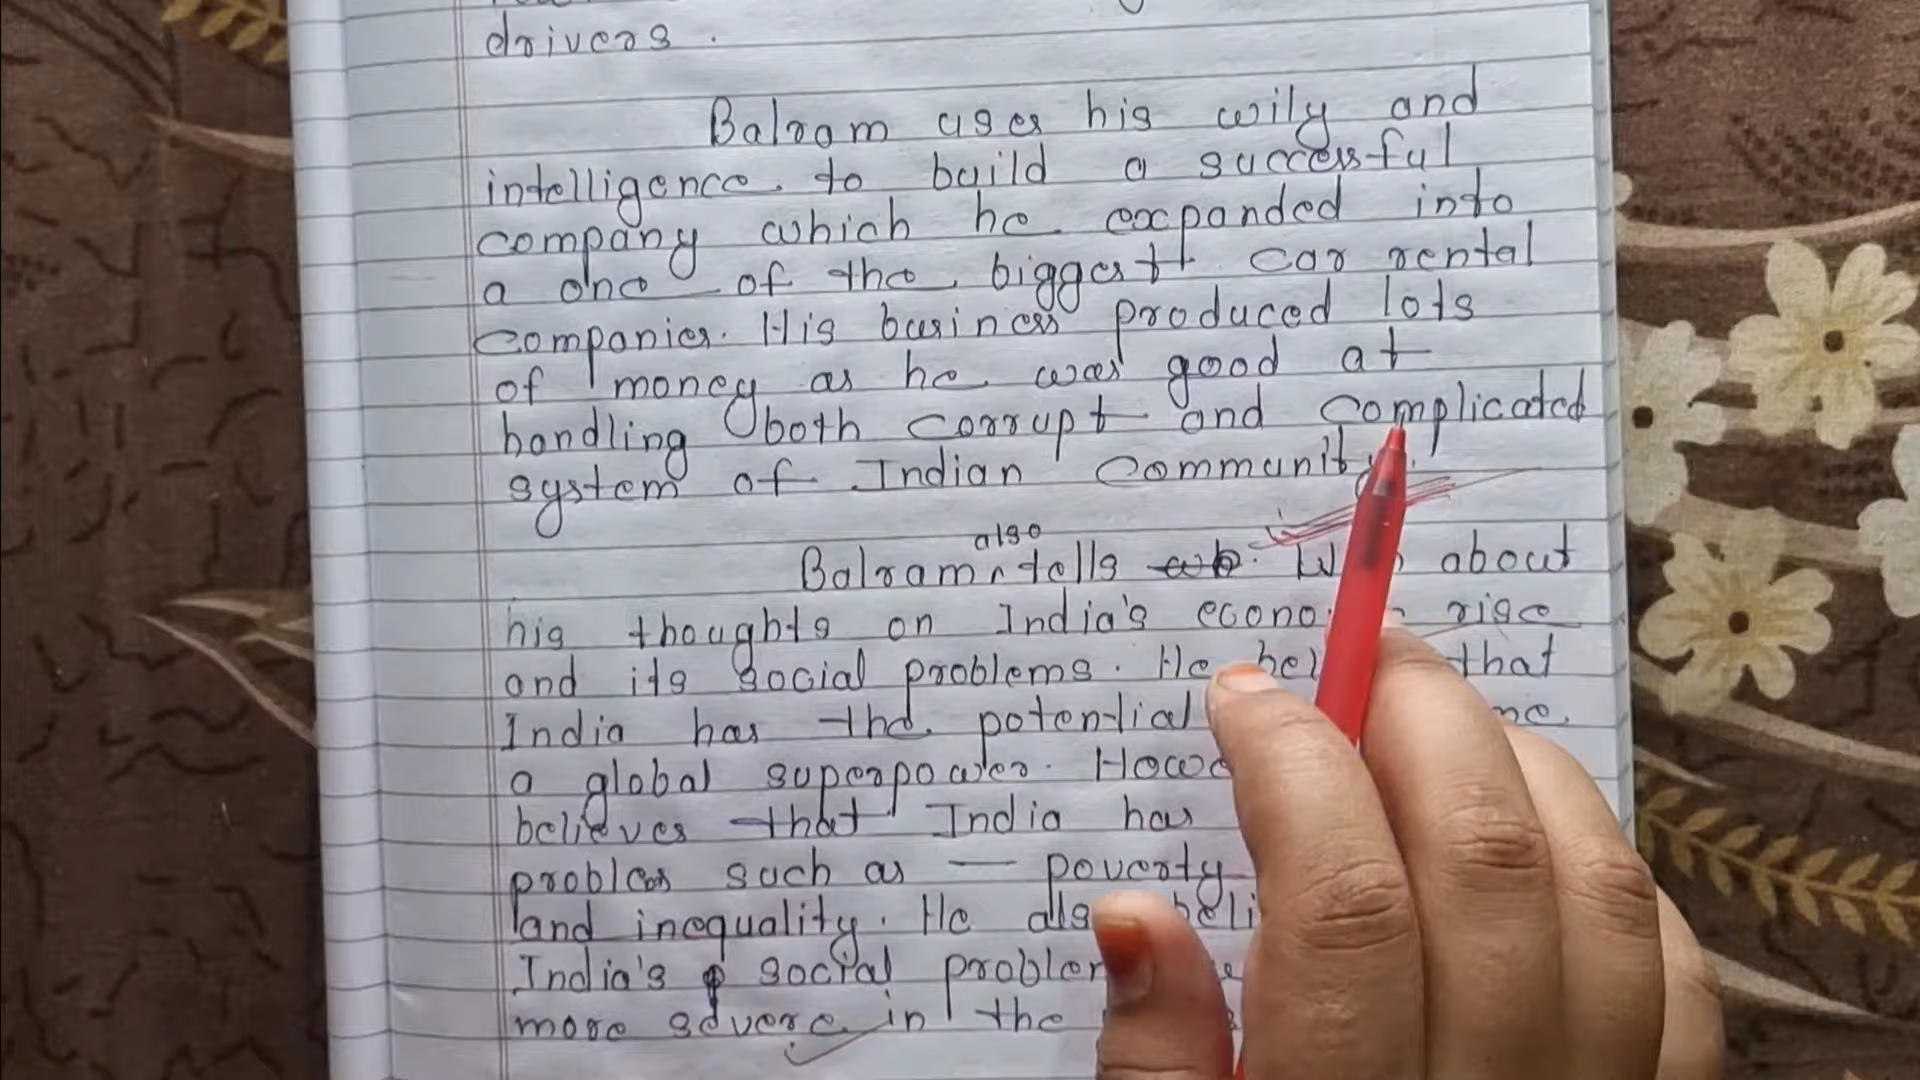 drivers.
Balram uses his wily and
intelligence to build a successful
company which he expanded into
a one of the biggest car rental
companies. His business produced lots
of money as he was good at
handling both corrupt and complicated
system of Indian Community.
also
Balram tells about
his thoughts on India's rise
and its social problems. He that
India has the potential
a global superpower.
believes that India has
problems such as — poverty
and inequality. He also
India's social
more severe in the